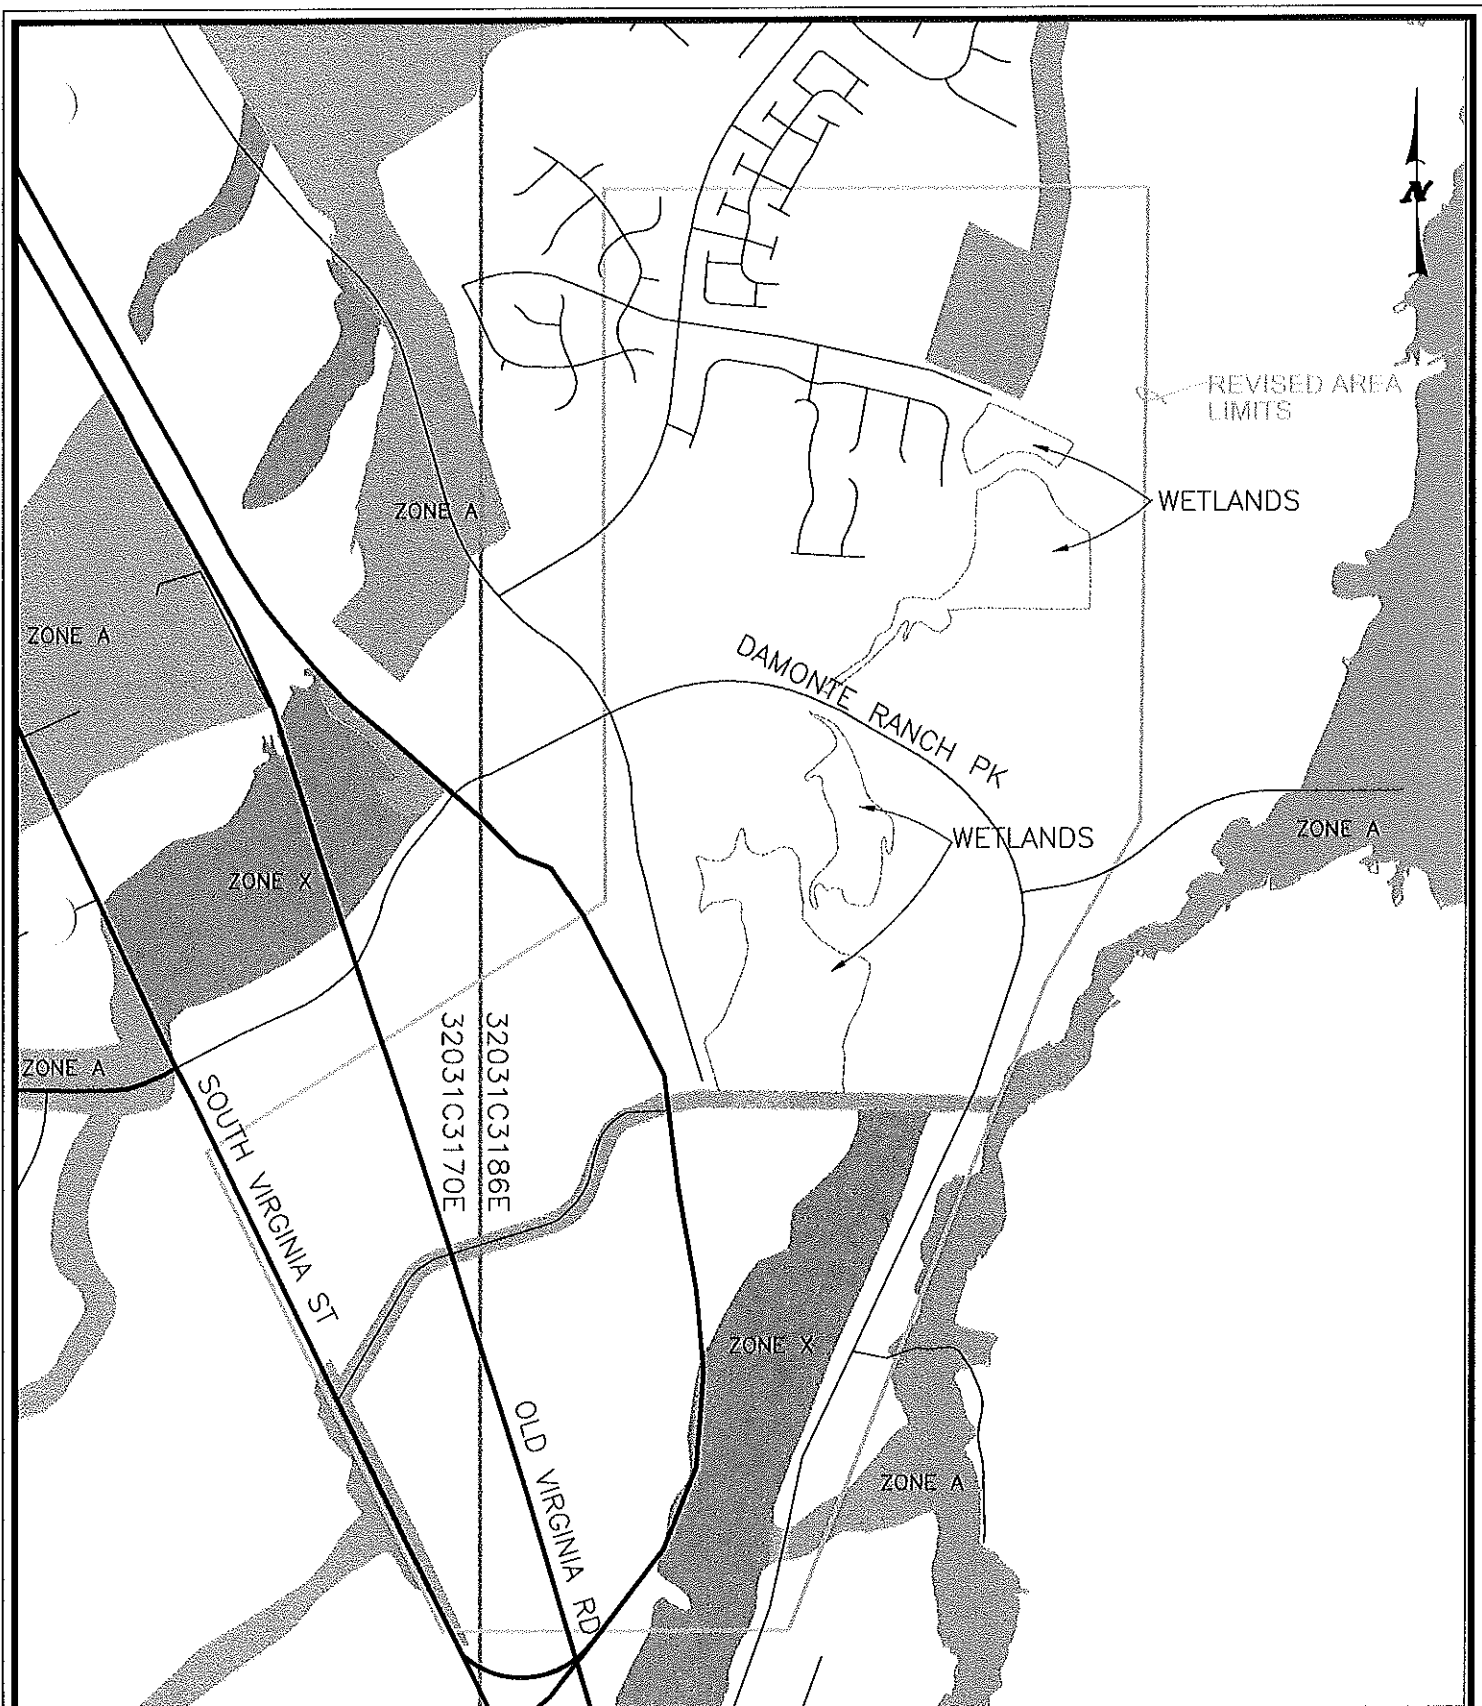 N
REVISED AREA
LIMITS
ZONE A
WETLANDS
ZONE A
DAMONTE RANCH PK
ZONE A
WETLANDS
ZONE X
32031C3186E
32031C3170E
ZONE A
SOUTH VIRGINIA ST
ZONE X
OLD VIRGINIA RD
ZONE A